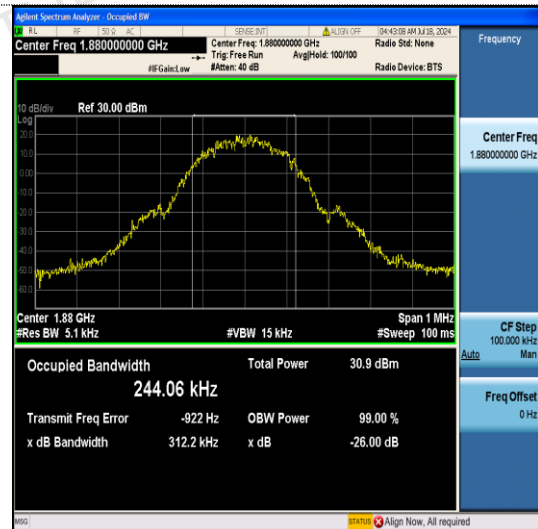 Agilent Spectrum Analyzer - Occupied BW
RL RF 50 Ω AC SENSE:INT ALIGN OFF 04:43:08 AM Jul 18, 2024
Center Freq 1.880000000 GHz
Center Freq: 1.880000000 GHz Radio Std: None
Trig: Free Run Avg|Hold: 100/100
#IFGain:Low #Atten: 40 dB Radio Device: BTS
Frequency
10 dB/div Ref 30.00 dBm
Log
20.0
10.0
0.00
-10.0
-20.0
-30.0
-40.0
-50.0
-60.0
Center 1.88 GHz Span 1 MHz
#Res BW 5.1 kHz #VBW 15 kHz #Sweep 100 ms
Occupied Bandwidth Total Power 30.9 dBm
244.06 kHz
Transmit Freq Error -922 Hz OBW Power 99.00 %
x dB Bandwidth 312.2 kHz x dB -26.00 dB
Center Freq
1.880000000 GHz
CF Step
100.000 kHz
Auto Man
Freq Offset
0 Hz
MSG STATUS Align Now, All required